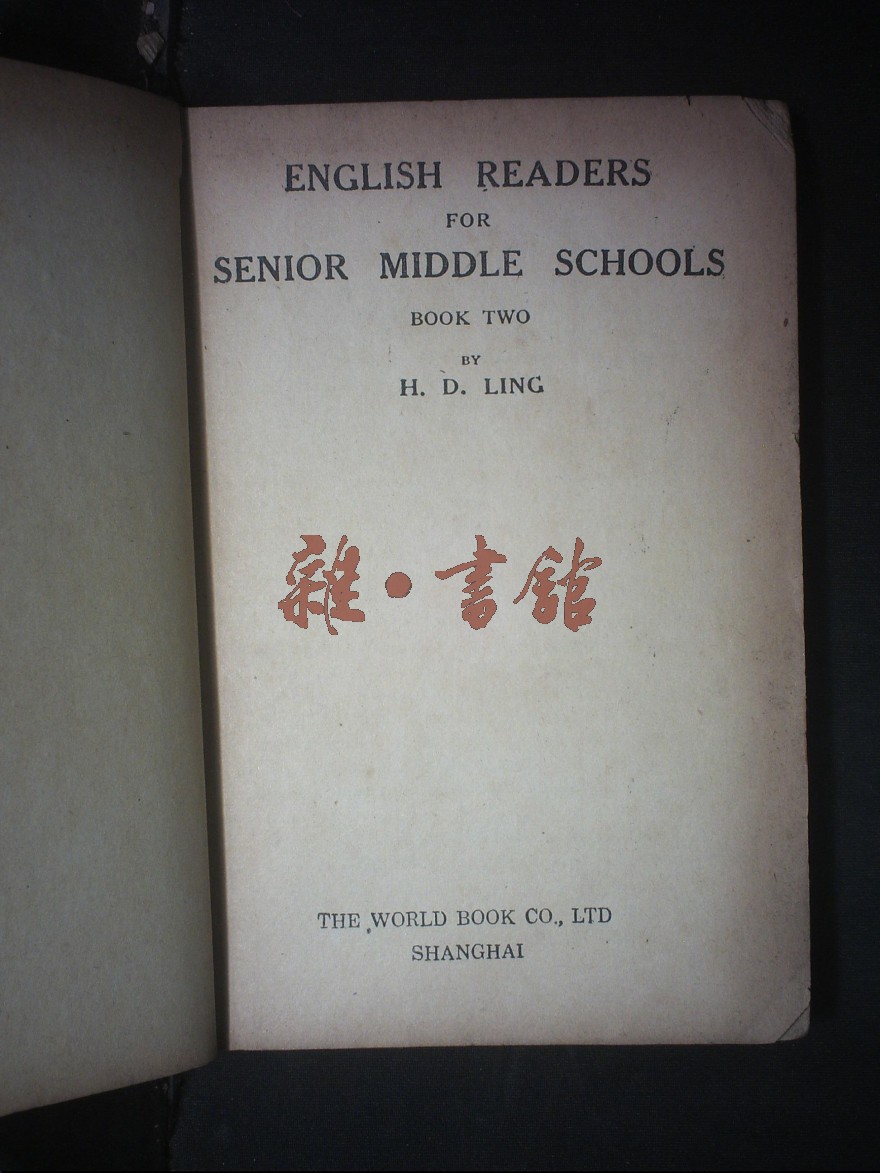 ENGLISH READERS
FOR
SENIOR MIDDLE SCHOOLS
BOOK TWO
BY
H. D. LING
雜·書館
THE WORLD BOOK CO., LTD
SHANGHAI